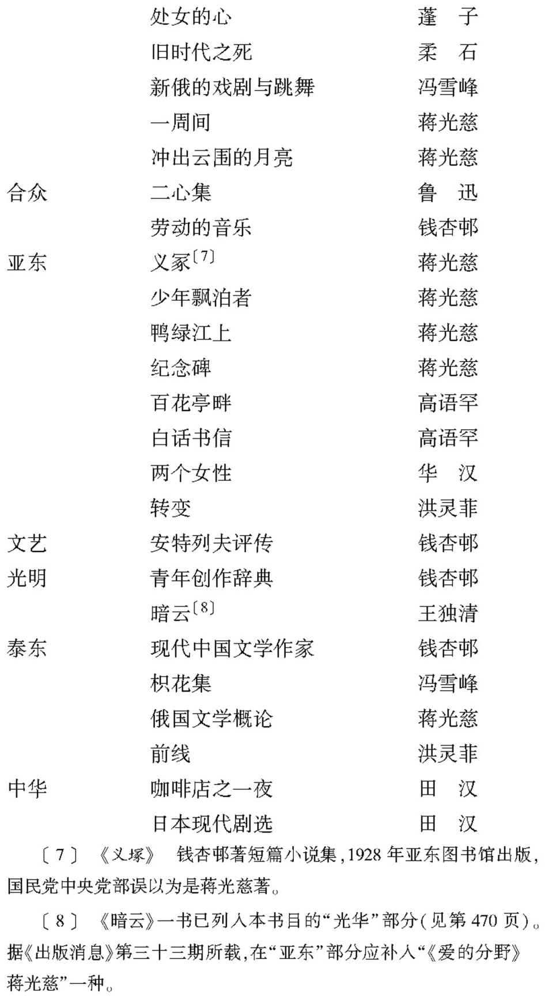 处女的心 蓬 子
旧时代之死 柔 石
新俄的戏剧与跳舞 冯雪峰
一周间 蒋光慈
冲出云围的月亮 蒋光慈
合众 二心集 鲁 迅
劳动的音乐 钱杏邨
亚东 义冢〔7〕 蒋光慈
少年飘泊者 蒋光慈
鸭绿江上 蒋光慈
纪念碑 蒋光慈
百花亭畔 高语罕
白话书信 高语罕
两个女性 华 汉
转变 洪灵菲
文艺 安特列夫评传 钱杏邨
光明 青年创作辞典 钱杏邨
暗云〔8〕 王独清
泰东 现代中国文学作家 钱杏邨
枳花集 冯雪峰
俄国文学概论 蒋光慈
前线 洪灵菲
中华 咖啡店之一夜 田 汉
日本现代剧选 田 汉
〔7〕 《义塚》 钱杏邨著短篇小说集,1928年亚东图书馆出版,
国民党中央党部误以为是蒋光慈著。
〔8〕 《暗云》一书已列入本书目的“光华”部分(见第470页)。
据《出版消息》第三十三期所载,在“亚东”部分应补入“《爱的分野》
蒋光慈”一种。